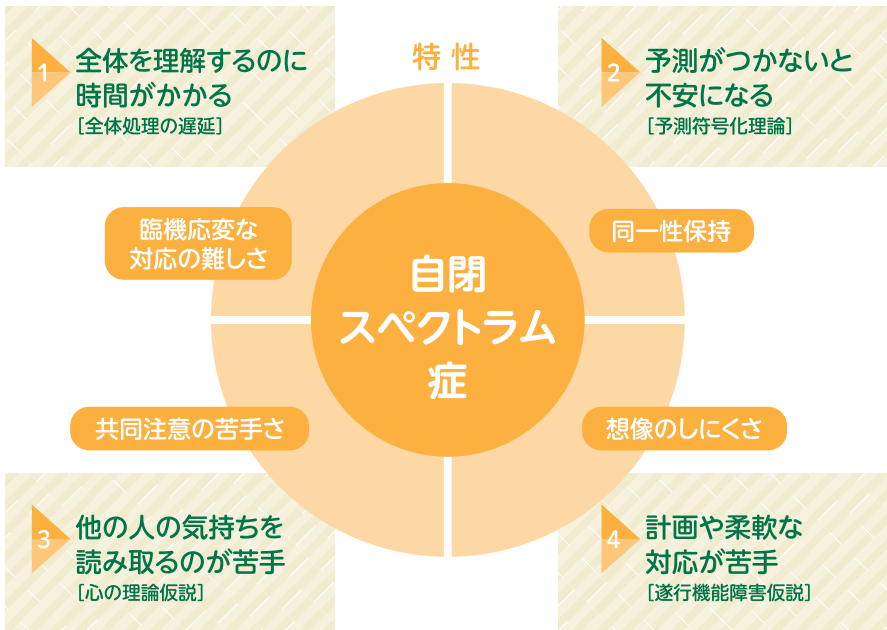 特性
1
全体を理解するのに
時間がかかる
[全体処理の遅延]
2
予測がつかないと
不安になる
[予測符号化理論]
臨機応変な
対応の難しさ
同一性保持
自閉
スペクトラム
症
共同注意の苦手さ
想像のしにくさ
3
他の人の気持ちを
読み取るのが苦手
[心の理論仮説]
4
計画や柔軟な
対応が苦手
[遂行機能障害仮説]